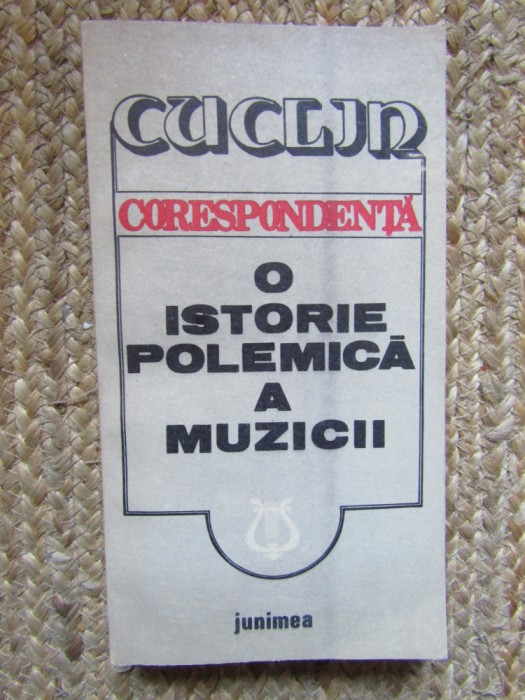 CUCLIN
CORESPONDENȚĂ
O
ISTORIE
POLEMICĂ
A
MUZICII
junimea